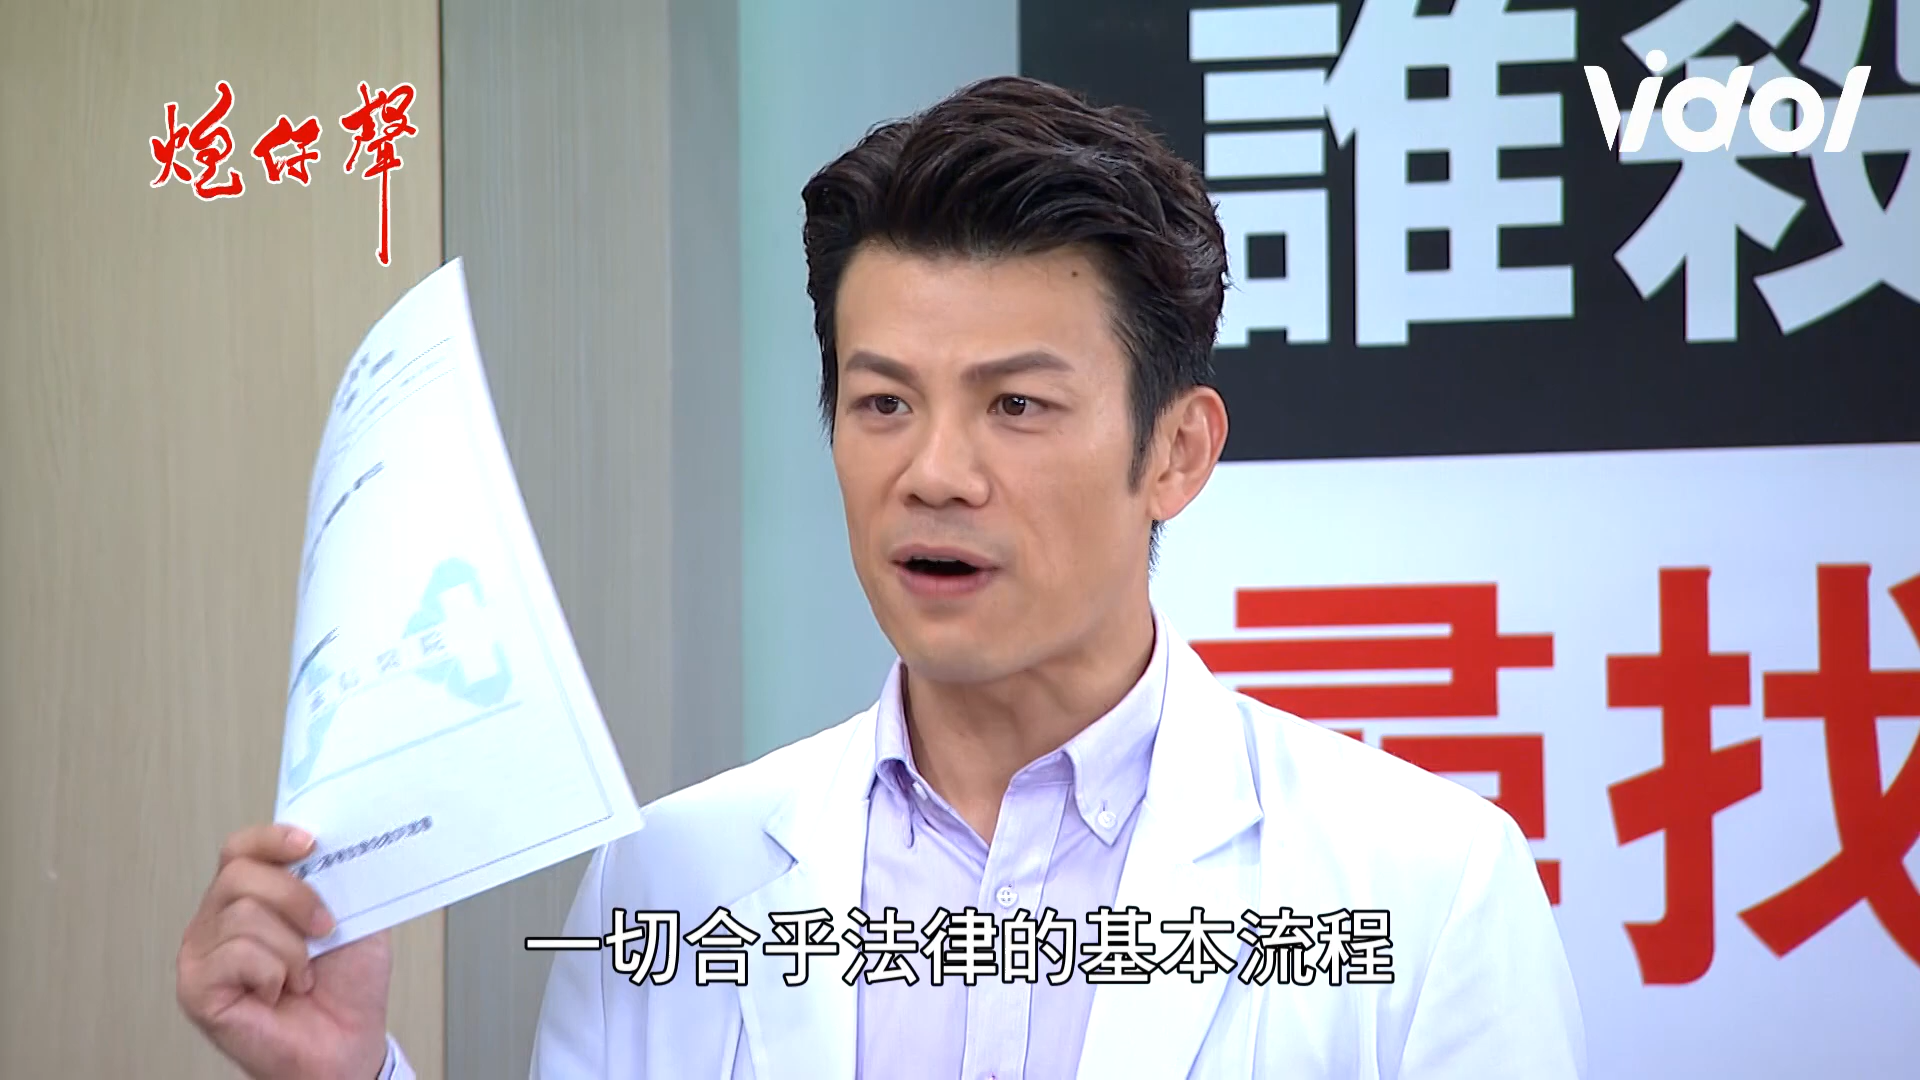 炮仔聲
Vidol
誰殺
尋找
一切合乎法律的基本流程